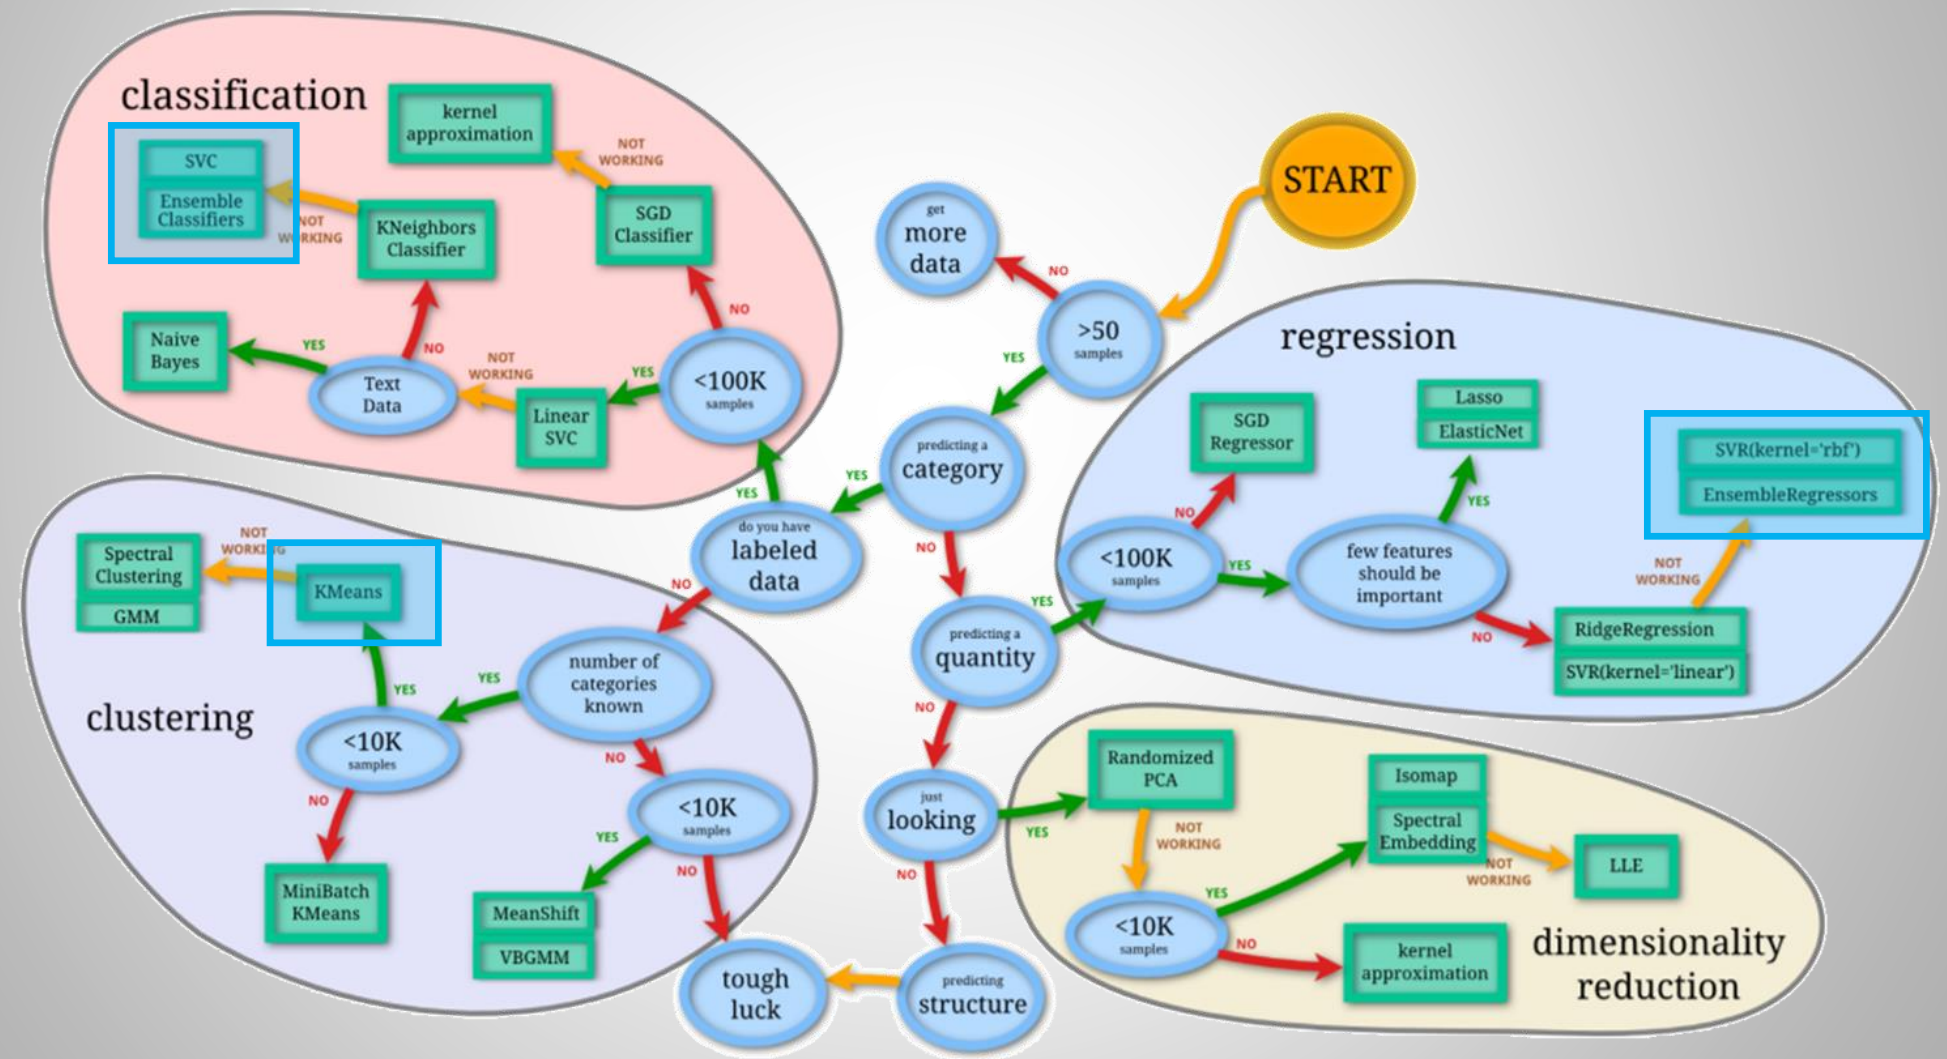 classification
kernel
approximation
NOT
WORKING
SVC
Ensemble
Classifiers
NOT
WORKING
KNeighbors
Classifier
SGD
Classifier
NO
Naive
Bayes
YES
NO
Text
Data
NOT
WORKING
Linear
SVC
YES
<100K
samples
YES
START
get
more
data
NO
>50
samples
YES
predicting a
category
YES
NO
do you have
labeled
data
NO
predicting a
quantity
YES
NO
just
looking
YES
NO
predicting
structure
tough
luck
regression
SGD
Regressor
NO
<100K
samples
YES
few features
should be
important
YES
Lasso
ElasticNet
NO
RidgeRegression
SVR(kernel='linear')
NOT
WORKING
SVR(kernel='rbf')
EnsembleRegressors
clustering
Spectral
Clustering
GMM
NOT
WORKING
KMeans
YES
<10K
samples
NO
MiniBatch
KMeans
YES
number of
categories
known
NO
<10K
samples
YES
NO
MeanShift
VBGMM
Randomized
PCA
NOT
WORKING
<10K
samples
YES
NO
Isomap
Spectral
Embedding
NOT
WORKING
LLE
kernel
approximation
dimensionality
reduction